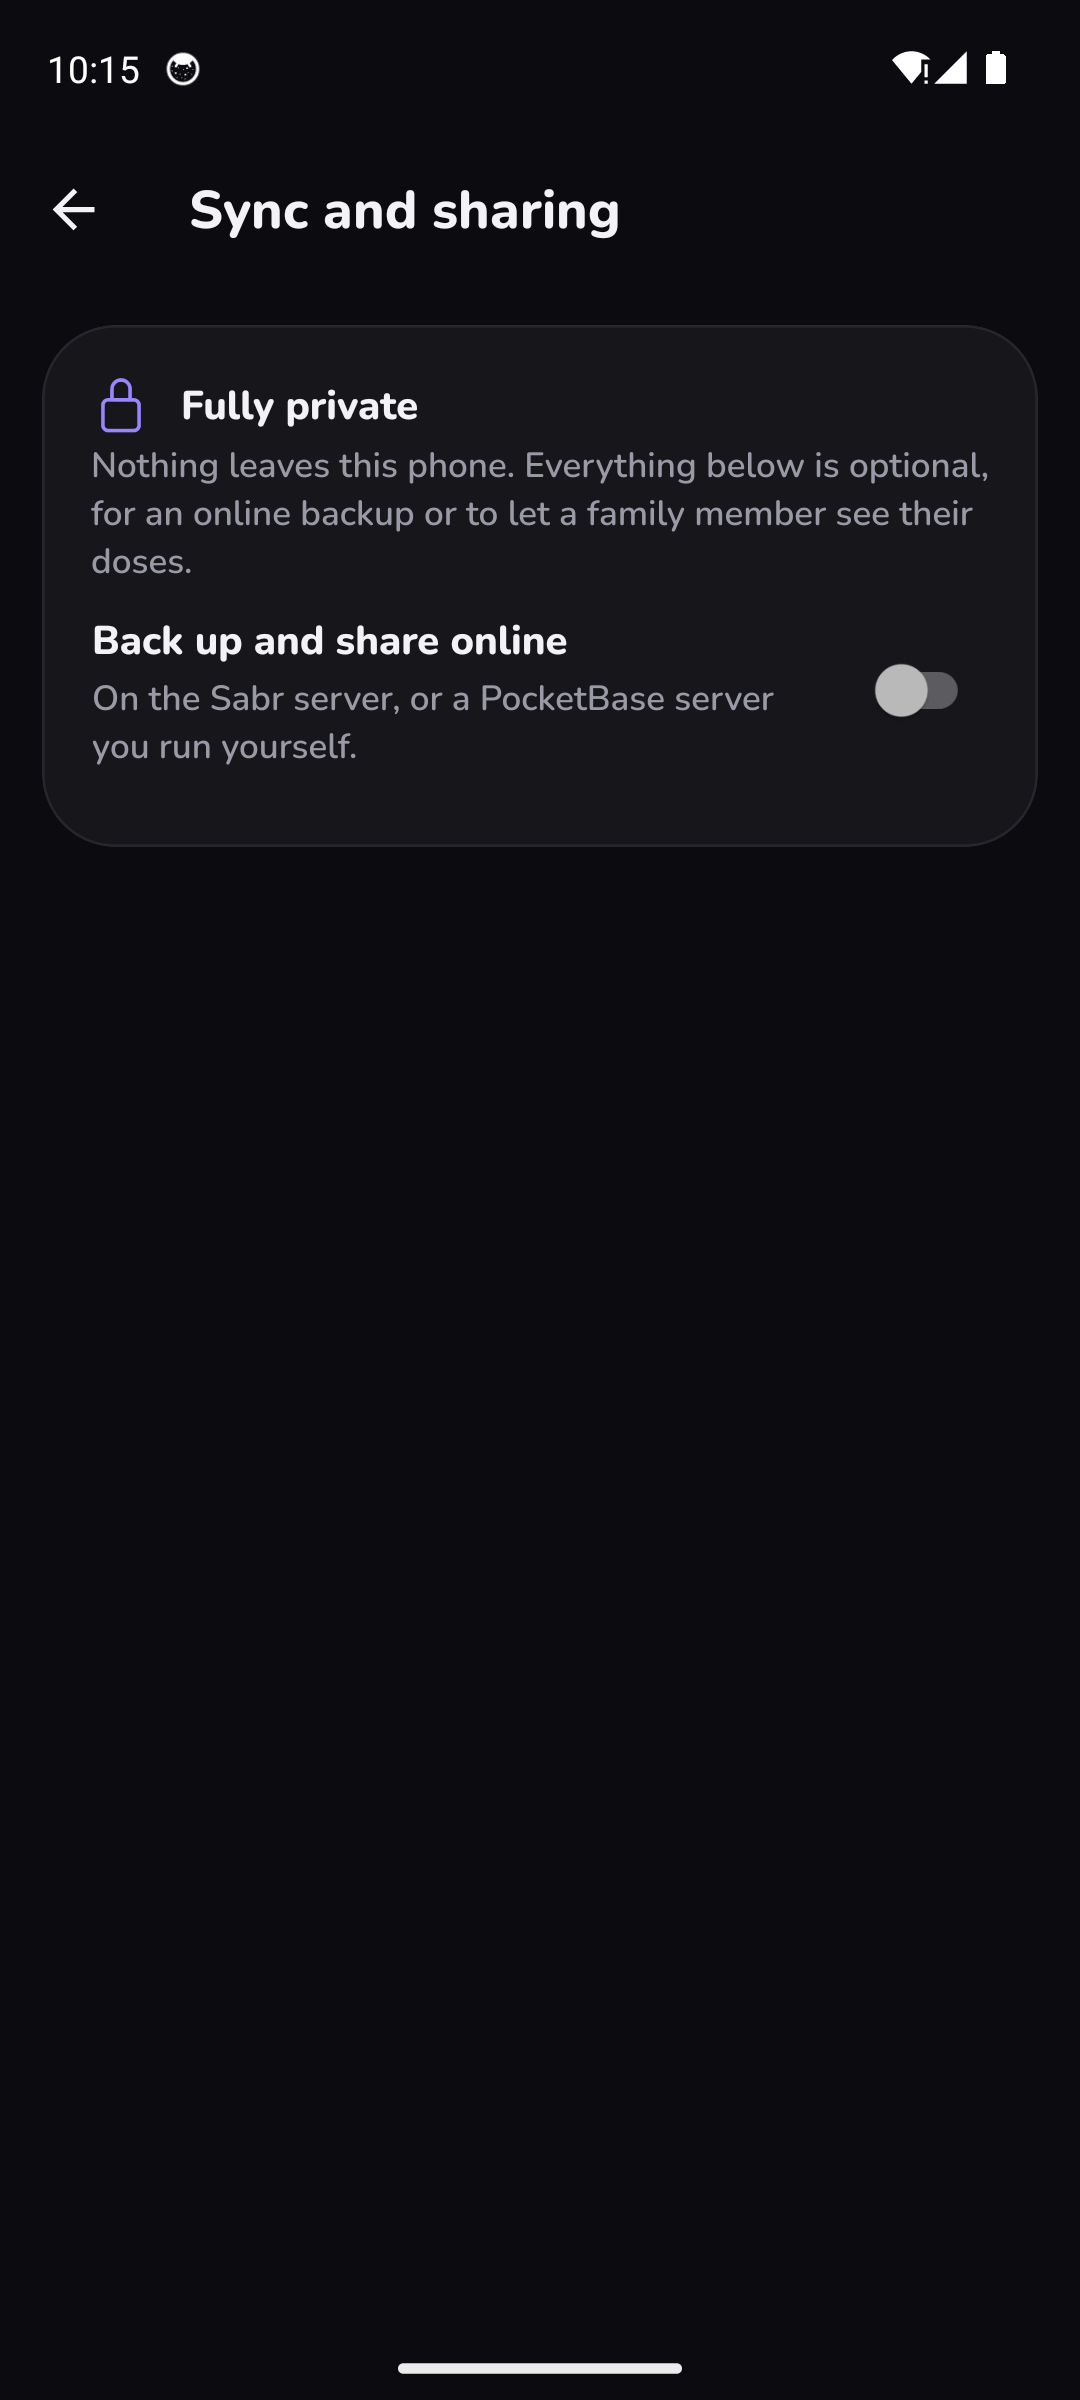 10:15
Sync and sharing
Fully private
Nothing leaves this phone. Everything below is optional,
for an online backup or to let a family member see their
doses.
Back up and share online
On the Sabr server, or a PocketBase server
you run yourself.